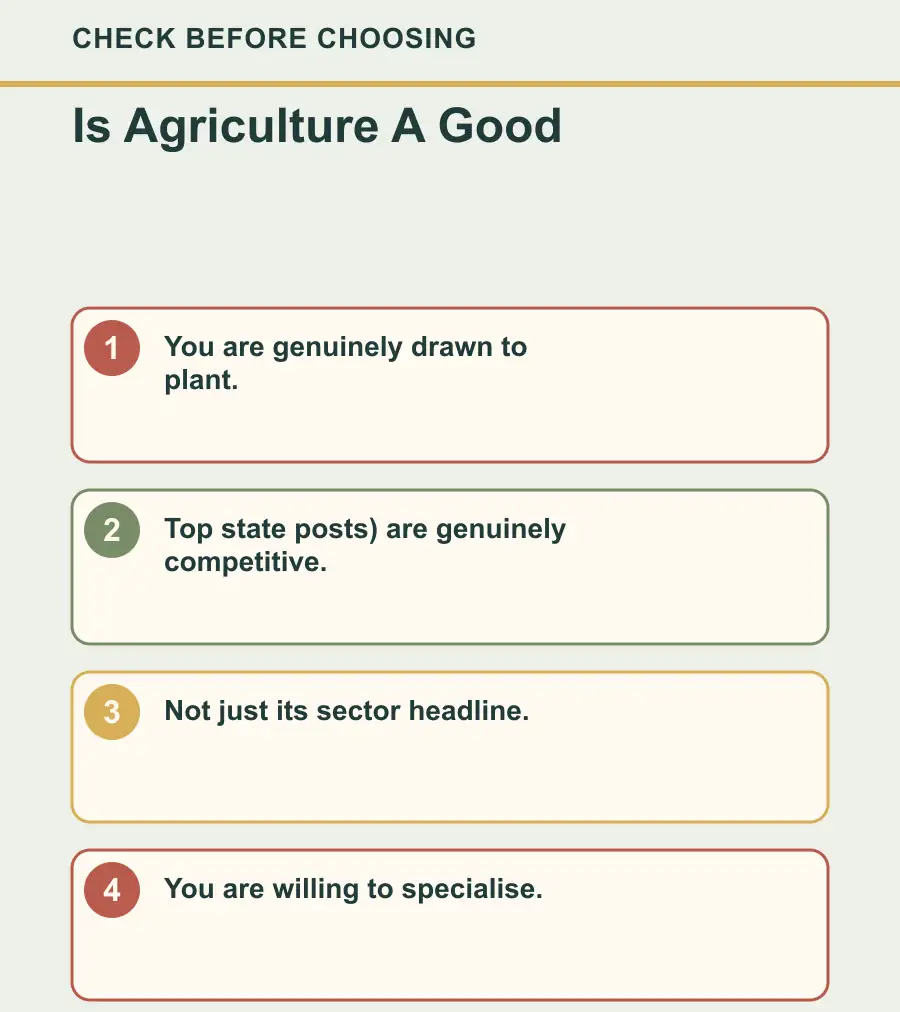 CHECK BEFORE CHOOSING
Is Agriculture A Good
1
You are genuinely drawn to
plant.
2
Top state posts) are genuinely
competitive.
3
Not just its sector headline.
4
You are willing to specialise.